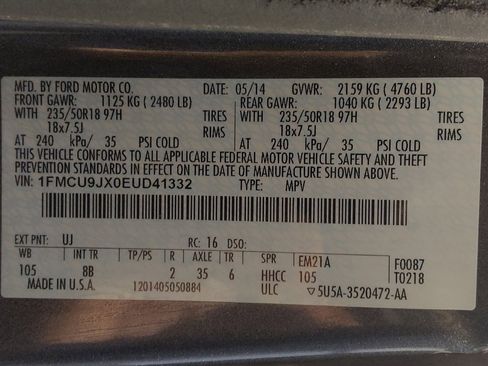 MFD. BY FORD MOTOR CO. DATE: 05/14 GVWR: 2159 KG ( 4760 LB)
FRONT GAWR: 1125 KG ( 2480 LB) REAR GAWR: 1040 KG ( 2293 LB)
WITH 235/50R18 97H TIRES WITH 235/50R18 97H TIRES
18x7.5J RIMS 18x7.5J RIMS
AT 240 kPa/ 35 PSI COLD AT 240 kPa/ 35 PSI COLD
THIS VEHICLE CONFORMS TO ALL APPLICABLE FEDERAL MOTOR VEHICLE SAFETY AND THEFT
PREVENTION STANDARDS IN EFFECT ON THE DATE OF MANUFACTURE SHOWN ABOVE.
VIN: 1FMCU9JX0EUD41332 TYPE: MPV
EXT PNT: UJ RC: 16 DSO:
WB INT TR TP/PS R AXLE TR SPR EM21A F0087
105 8B 2 35 6 HHCC 105 T0218
MADE IN U.S.A. 1201405050884 ULC ▽5U5A-3520472-AA